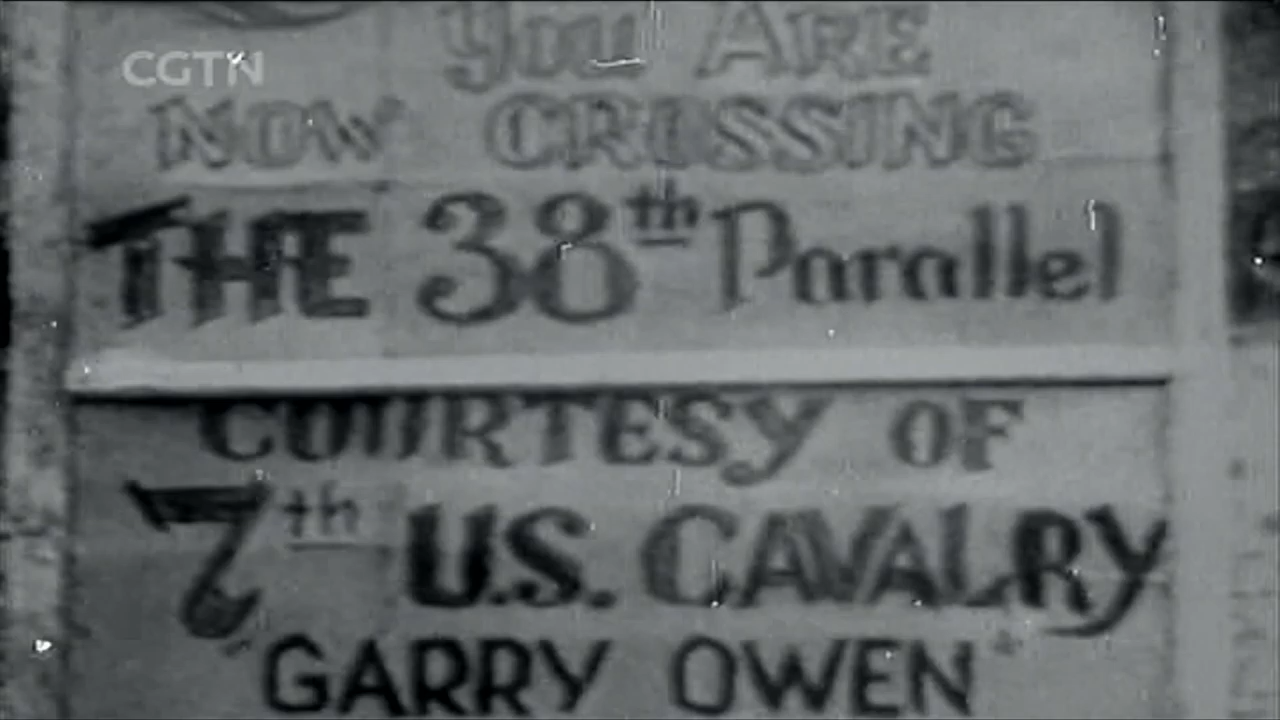 CGTN
You ARE
NOW CROSSING
THE 38th Parallel
COURTESY OF
7th U.S. CAVALRY
"GARRY OWEN"